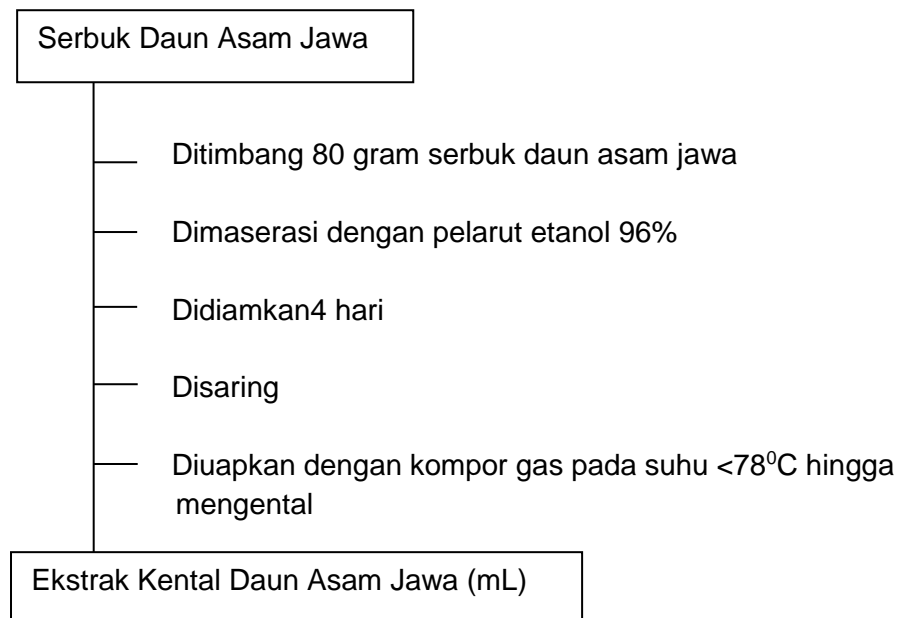 Serbuk Daun Asam Jawa
Ditimbang 80 gram serbuk daun asam jawa
Dimaserasi dengan pelarut etanol 96%
Didiamkan4 hari
Disaring
Diuapkan dengan kompor gas pada suhu <78⁰C hingga
mengental
Ekstrak Kental Daun Asam Jawa (mL)